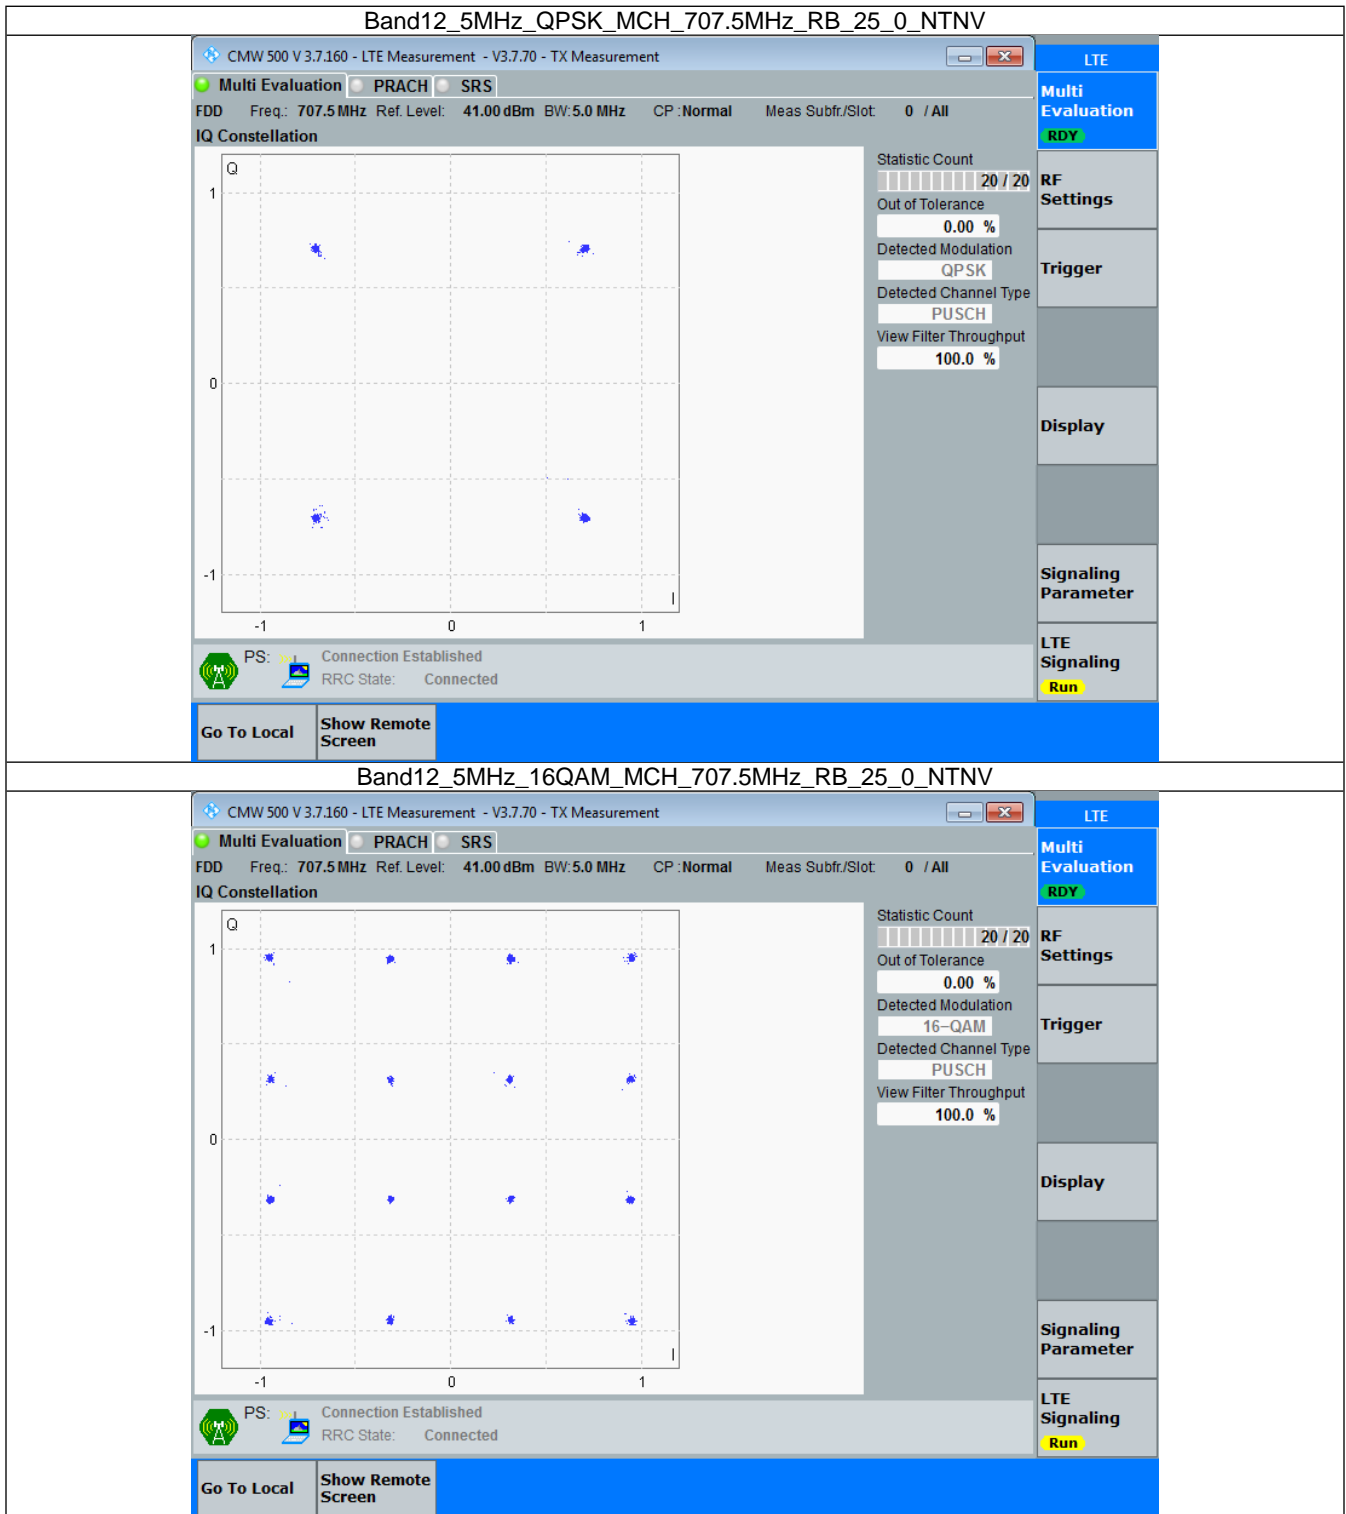 Band12_5MHz_QPSK_MCH_707.5MHz_RB_25_0_NTNV
CMW 500 V 3.7.160 - LTE Measurement - V3.7.70 - TX Measurement
LTE
Multi Evaluation PRACH SRS
Multi
Evaluation
RDY
FDD Freq.: 707.5 MHz Ref. Level: 41.00 dBm BW: 5.0 MHz CP : Normal Meas Subfr./Slot: 0 / All
IQ Constellation
Q
1
0
-1
-1 0 1
I
Statistic Count
20 / 20
Out of Tolerance
0.00 %
Detected Modulation
QPSK
Detected Channel Type
PUSCH
View Filter Throughput
100.0 %
RF
Settings
Trigger
Display
Signaling
Parameter
LTE
Signaling
Run
PS: Connection Established
RRC State: Connected
Go To Local
Show Remote
Screen
Band12_5MHz_16QAM_MCH_707.5MHz_RB_25_0_NTNV
CMW 500 V 3.7.160 - LTE Measurement - V3.7.70 - TX Measurement
LTE
Multi Evaluation PRACH SRS
Multi
Evaluation
RDY
FDD Freq.: 707.5 MHz Ref. Level: 41.00 dBm BW: 5.0 MHz CP : Normal Meas Subfr./Slot: 0 / All
IQ Constellation
Q
1
0
-1
-1 0 1
I
Statistic Count
20 / 20
Out of Tolerance
0.00 %
Detected Modulation
16-QAM
Detected Channel Type
PUSCH
View Filter Throughput
100.0 %
RF
Settings
Trigger
Display
Signaling
Parameter
LTE
Signaling
Run
PS: Connection Established
RRC State: Connected
Go To Local
Show Remote
Screen